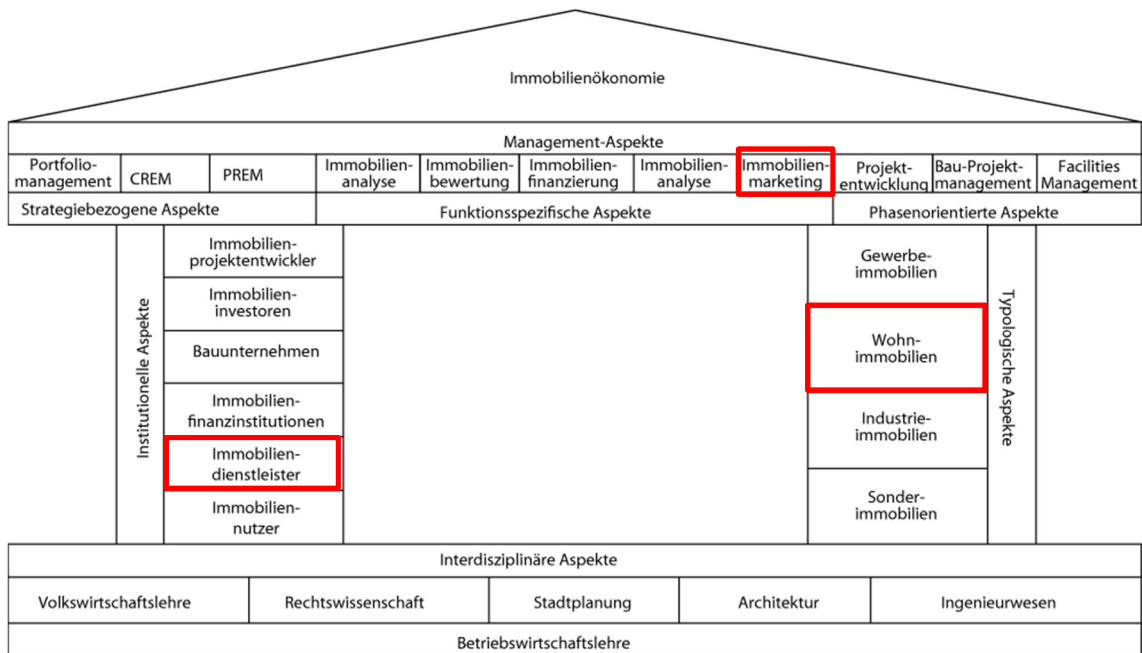 Immobilienökonomie
Management-Aspekte
Portfolio-
management
CREM
PREM
Immobilien-
analyse
Immobilien-
bewertung
Immobilien-
finanzierung
Immobilien-
analyse
Immobilien-
marketing
Projekt-
entwicklung
Bau-Projekt-
management
Facilities
Management
Strategiebezogene Aspekte
Funktionsspezifische Aspekte
Phasenorientierte Aspekte
Institutionelle Aspekte
Immobilien-
projektentwickler
Immobilien-
investoren
Bauunternehmen
Immobilien-
finanzinstitutionen
Immobilien-
dienstleister
Immobilien-
nutzer
Gewerbe-
immobilien
Wohn-
immobilien
Industrie-
immobilien
Sonder-
immobilien
Typologische Aspekte
Interdisziplinäre Aspekte
Volkswirtschaftslehre
Rechtswissenschaft
Stadtplanung
Architektur
Ingenieurwesen
Betriebswirtschaftslehre